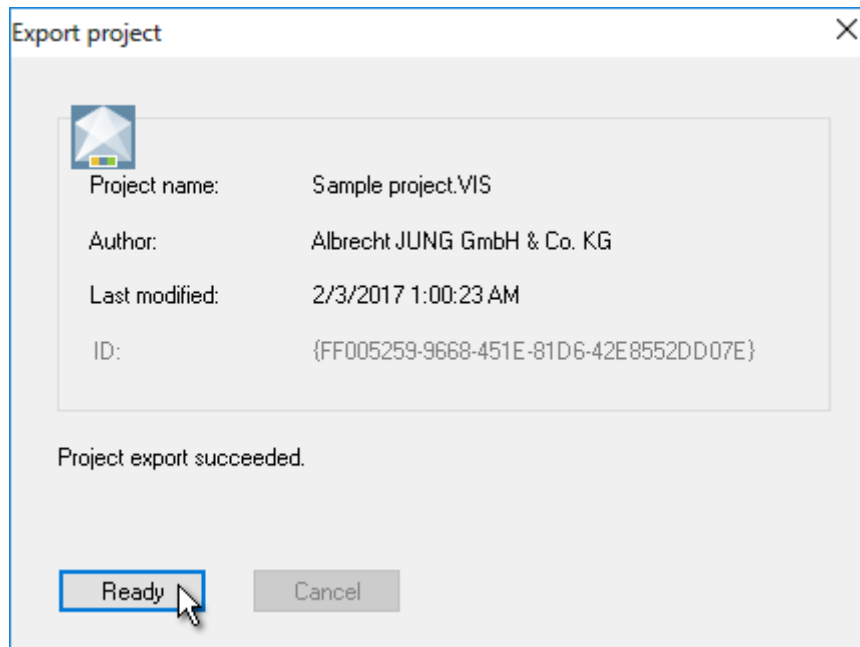 Export project
Project name: Sample project.VIS
Author: Albrecht JUNG GmbH & Co. KG
Last modified: 2/3/2017 1:00:23 AM
ID: {FF005259-9668-451E-81D6-42E8552DD07E}
Project export succeeded.
Ready Cancel